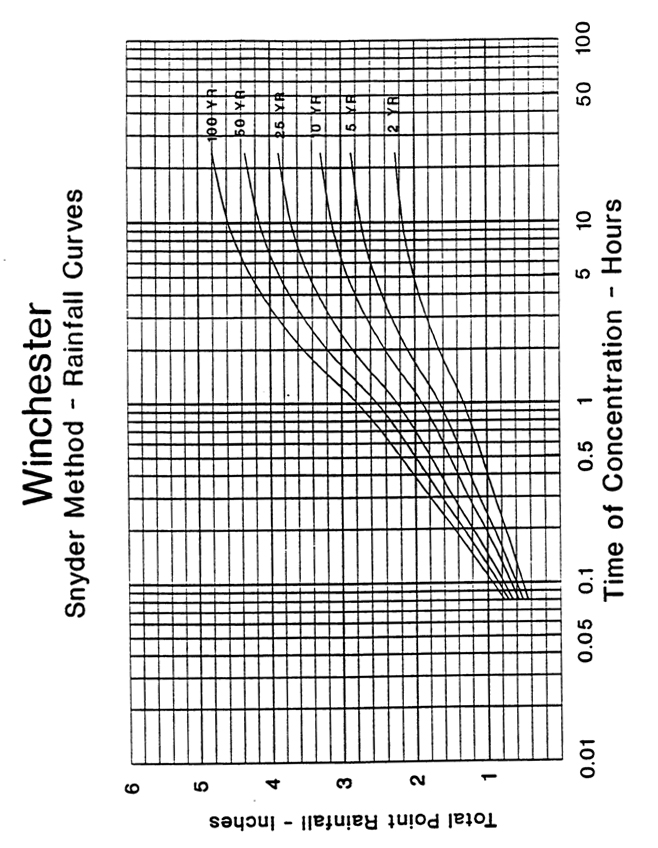 Winchester
Snyder Method - Rainfall Curves
100 YR
50 YR
25 YR
10 YR
5 YR
2 YR
6
5
4
3
2
1
Total Point Rainfall - Inches
0.01
0.05
0.1
0.5
1
5
10
50
100
Time of Concentration - Hours